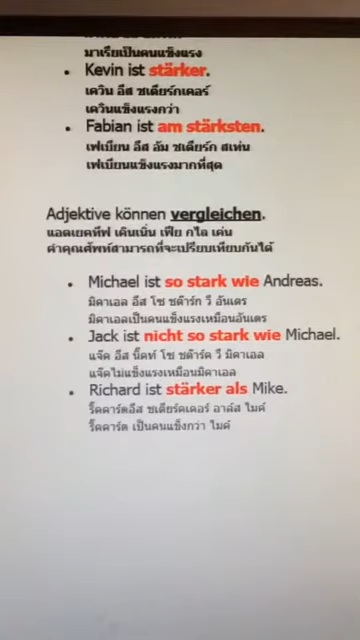 มาเรียเป็นคนแข็งแรง
• Kevin ist stärker.
เควิน อีส ชเตียร์กเคอร์
เควินแข็งแรงกว่า
• Fabian ist am stärksten.
เฟเบียน อีส อัม ชเตียร์ก สเท่น
เฟเบียนแข็งแรงมากที่สุด
Adjektive können vergleichen.
แอดเยคทีฟ เคินเน่น เฟีย กไล เค่น
คำคุณศัพท์สามารถที่จะเปรียบเทียบกันได้
• Michael ist so stark wie Andreas.
มิคาเอล อีส โซ ชต๊าร์ก วี อันเดร
มิคาเอลเป็นคนแข็งแรงเหมือนอันเดร
• Jack ist nicht so stark wie Michael.
แจ๊ค อีส นิ๊คท์ โซ ชต๊าร์ค วี มิคาเอล
แจ๊คไม่แข็งแรงเหมือนมิคาเอล
• Richard ist stärker als Mike.
ริ๊คคาร์ดอีส ชเตียร์คเคอร์ อาล์ส ไมค์
ริ๊คคาร์ด เป็นคนแข็งกว่า ไมค์